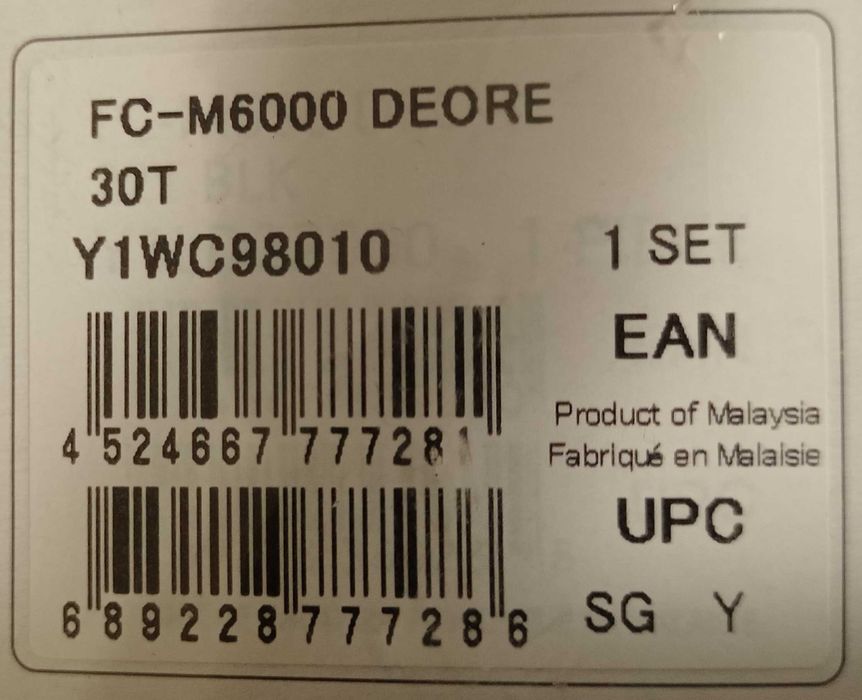 FC-M6000 DEORE
30T
Y1WC98010
1 SET
EAN
4 524667 777281
Product of Malaysia
Fabriqué en Malaisie
UPC
6 89228 77728 6
SG Y